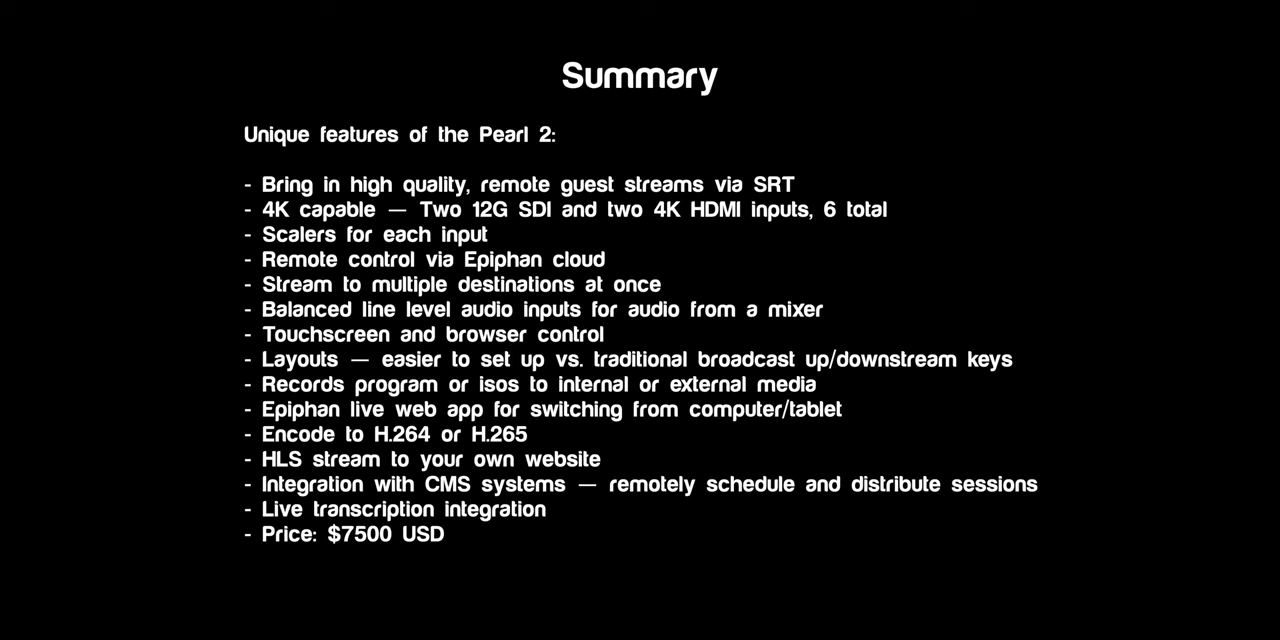 Summary
Unique features of the Pearl 2:
- Bring in high quality, remote guest streams via SRT
- 4K capable — Two 12G SDI and two 4K HDMI inputs, 6 total
- Scalers for each input
- Remote control via Epiphan cloud
- Stream to multiple destinations at once
- Balanced line level audio inputs for audio from a mixer
- Touchscreen and browser control
- Layouts — easier to set up vs. traditional broadcast up/downstream keys
- Records program or isos to internal or external media
- Epiphan live web app for switching from computer/tablet
- Encode to H.264 or H.265
- HLS stream to your own website
- Integration with CMS systems — remotely schedule and distribute sessions
- Live transcription integration
- Price: $7500 USD